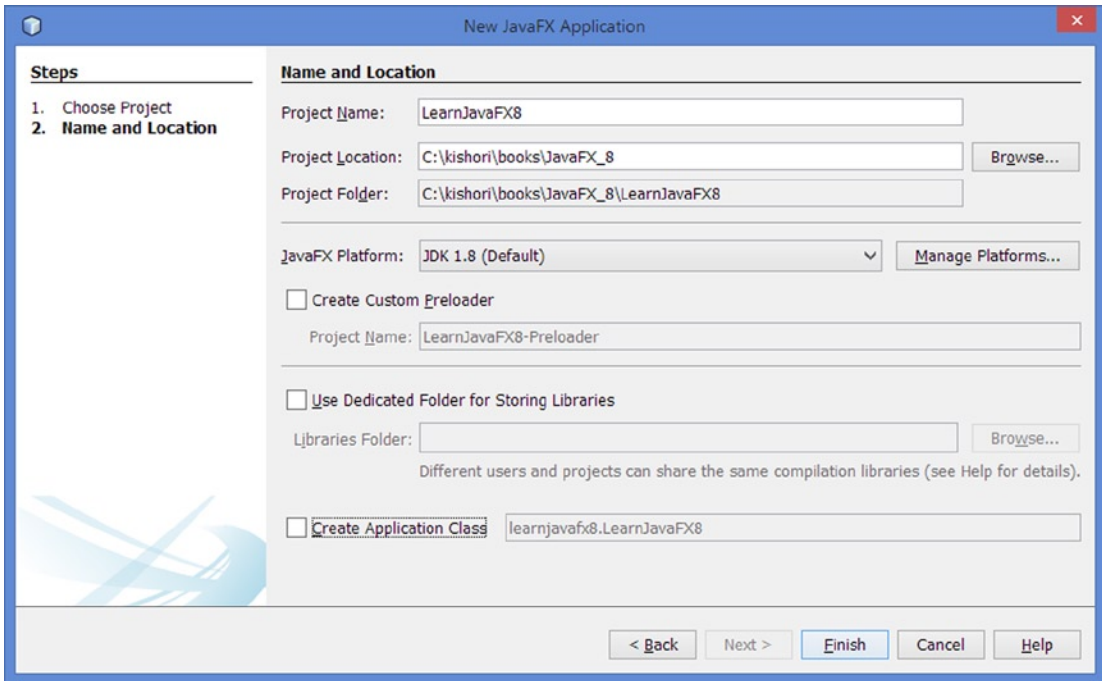 New JavaFX Application
Steps
1. Choose Project
2. Name and Location
Name and Location
Project Name: LearnJavaFX8
Project Location: C:\kishori\books\JavaFX_8 Browse...
Project Folder: C:\kishori\books\JavaFX_8\LearnJavaFX8
JavaFX Platform: JDK 1.8 (Default) Manage Platforms...
Create Custom Preloader
Project Name: LearnJavaFX8-Preloader
Use Dedicated Folder for Storing Libraries
Libraries Folder: Browse...
Different users and projects can share the same compilation libraries (see Help for details).
Create Application Class learnjavafx8.LearnJavaFX8
< Back Next > Finish Cancel Help